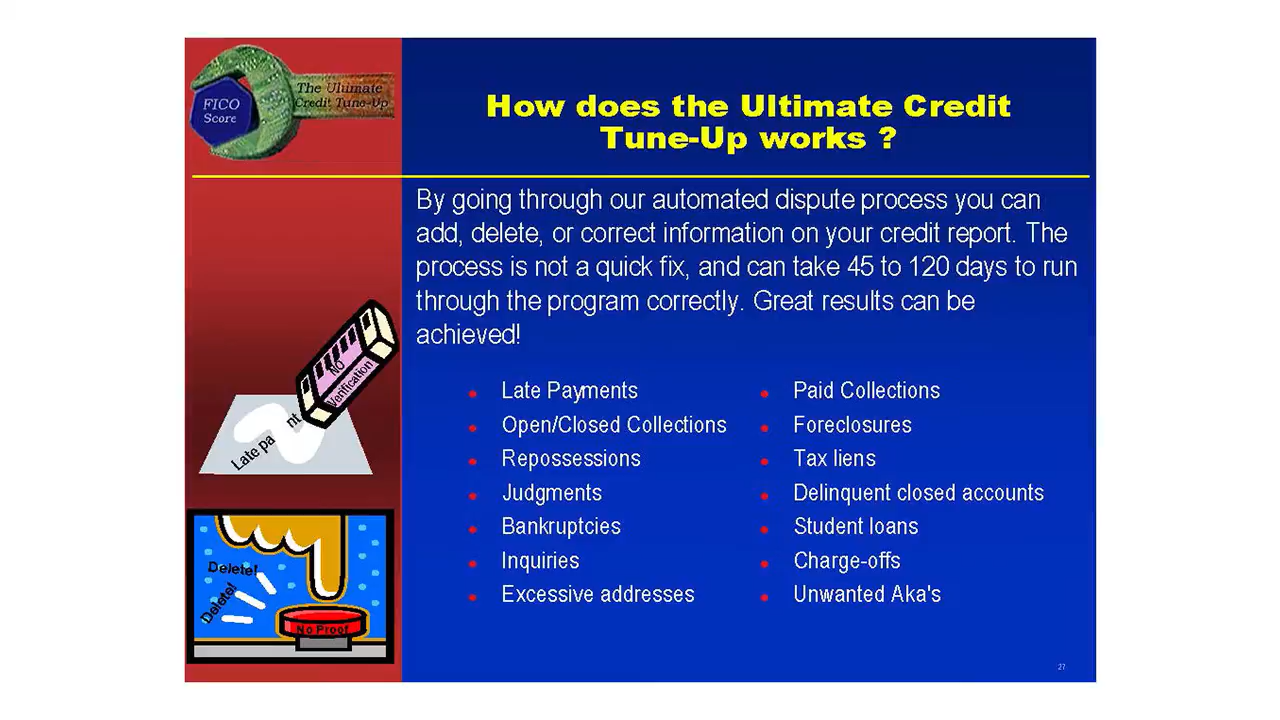 FICO
Score
The Ulimate
Credit Tune-Up
How does the Ultimate Credit
Tune-Up works ?
By going through our automated dispute process you can
add, delete, or correct information on your credit report. The
process is not a quick fix, and can take 45 to 120 days to run
through the program correctly. Great results can be
achieved!
Late Payments
Open/Closed Collections
Repossessions
Judgments
Bankruptcies
Inquiries
Excessive addresses
Paid Collections
Foreclosures
Tax liens
Delinquent closed accounts
Student loans
Charge-offs
Unwanted Aka's
NO
Verification
Late pa nt
Delete!
Delete!
No Proof
27